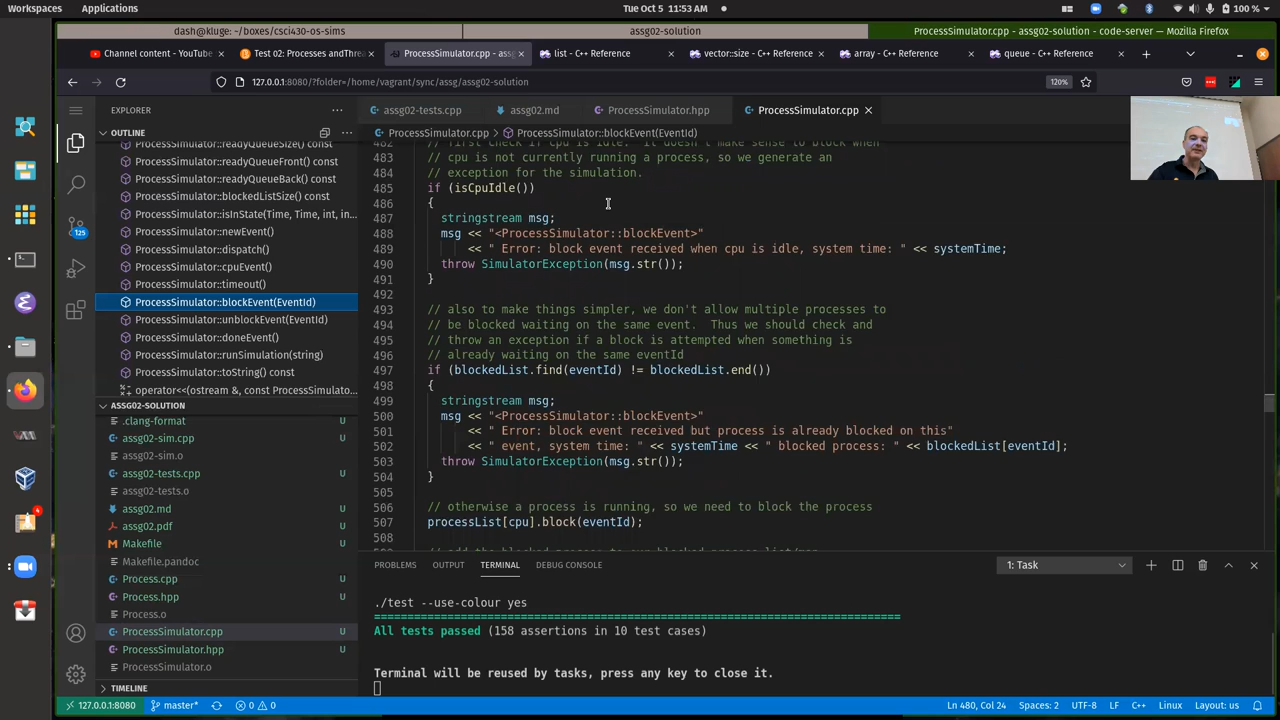 Workspaces Applications Tue Oct 5 11:53 AM 100 %
dash@kluge: ~/boxes/csci430-os-sims assg02-solution ProcessSimulator.cpp - assg02-solution - code-server — Mozilla Firefox
Channel content - YouTube Test 02: Processes andThre ProcessSimulator.cpp - assg list - C++ Reference vector::size - C++ Reference array - C++ Reference queue - C++ Reference
127.0.0.1:8080/?folder=/home/vagrant/sync/assg/assg02-solution 120%
EXPLORER
assg02-tests.cpp assg02.md ProcessSimulator.hpp ProcessSimulator.cpp
OUTLINE
ProcessSimulator.cpp > ProcessSimulator::blockEvent(EventId)
ProcessSimulator::readyQueueSize() const
ProcessSimulator::readyQueueFront() const
ProcessSimulator::readyQueueBack() const
ProcessSimulator::blockedListSize() const
ProcessSimulator::isInState(Time, Time, int, in...
ProcessSimulator::newEvent()
ProcessSimulator::dispatch()
ProcessSimulator::cpuEvent()
ProcessSimulator::timeout()
ProcessSimulator::blockEvent(EventId)
ProcessSimulator::unblockEvent(EventId)
ProcessSimulator::doneEvent()
ProcessSimulator::runSimulation(string)
ProcessSimulator::toString() const
operator<<(ostream &, const ProcessSimulato...
125
ASSG02-SOLUTION
.clang-format U
assg02-sim.cpp U
assg02-sim.o
assg02-tests.cpp U
assg02-tests.o
assg02.md U
assg02.pdf U
Makefile U
Makefile.pandoc
Process.cpp U
Process.hpp U
Process.o
ProcessSimulator.cpp U
ProcessSimulator.hpp U
ProcessSimulator.o
TIMELINE
482 // first check if cpu is idle. It doesn't make sense to block when
483 // cpu is not currently running a process, so we generate an
484 // exception for the simulation.
485 if (isCpuIdle())
486 {
487 stringstream msg;
488 msg << "<ProcessSimulator::blockEvent>"
489 << " Error: block event received when cpu is idle, system time: " << systemTime;
490 throw SimulatorException(msg.str());
491 }
492
493 // also to make things simpler, we don't allow multiple processes to
494 // be blocked waiting on the same event. Thus we should check and
495 // throw an exception if a block is attempted when something is
496 // already waiting on the same eventId
497 if (blockedList.find(eventId) != blockedList.end())
498 {
499 stringstream msg;
500 msg << "<ProcessSimulator::blockEvent>"
501 << " Error: block event received but process is already blocked on this"
502 << " event, system time: " << systemTime << " blocked process: " << blockedList[eventId];
503 throw SimulatorException(msg.str());
504 }
505
506 // otherwise a process is running, so we need to block the process
507 processList[cpu].block(eventId);
508
PROBLEMS OUTPUT TERMINAL DEBUG CONSOLE 1: Task
./test --use-colour yes
===============================================================================
All tests passed (158 assertions in 10 test cases)
Terminal will be reused by tasks, press any key to close it.
127.0.0.1:8080 master* 0 0 Ln 480, Col 24 Spaces: 2 UTF-8 LF C++ Linux Layout: us